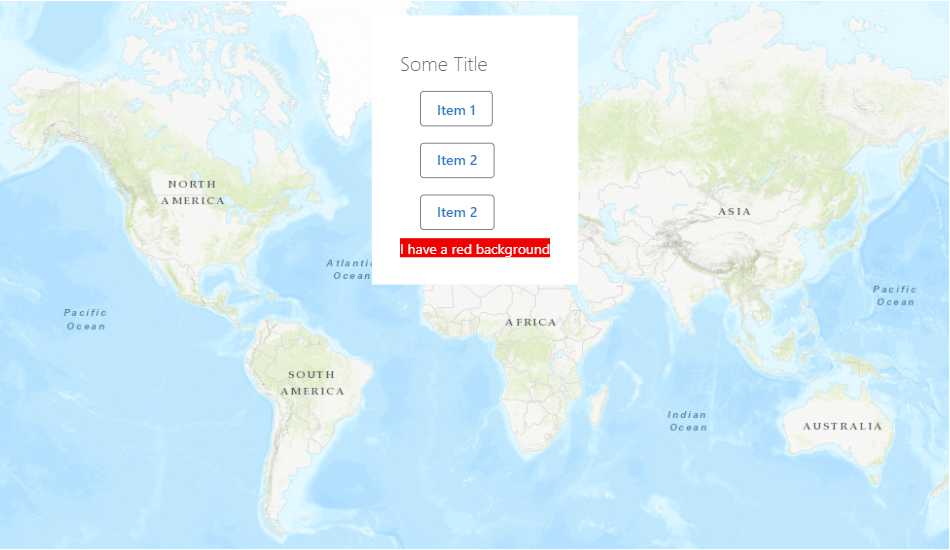 Some Title
Item 1
Item 2
Item 2
I have a red background
NORTH
AMERICA
ASIA
Atlantic
Ocean
Pacific
Ocean
Pacific
Ocean
AFRICA
SOUTH
AMERICA
Indian
Ocean
AUSTRALIA